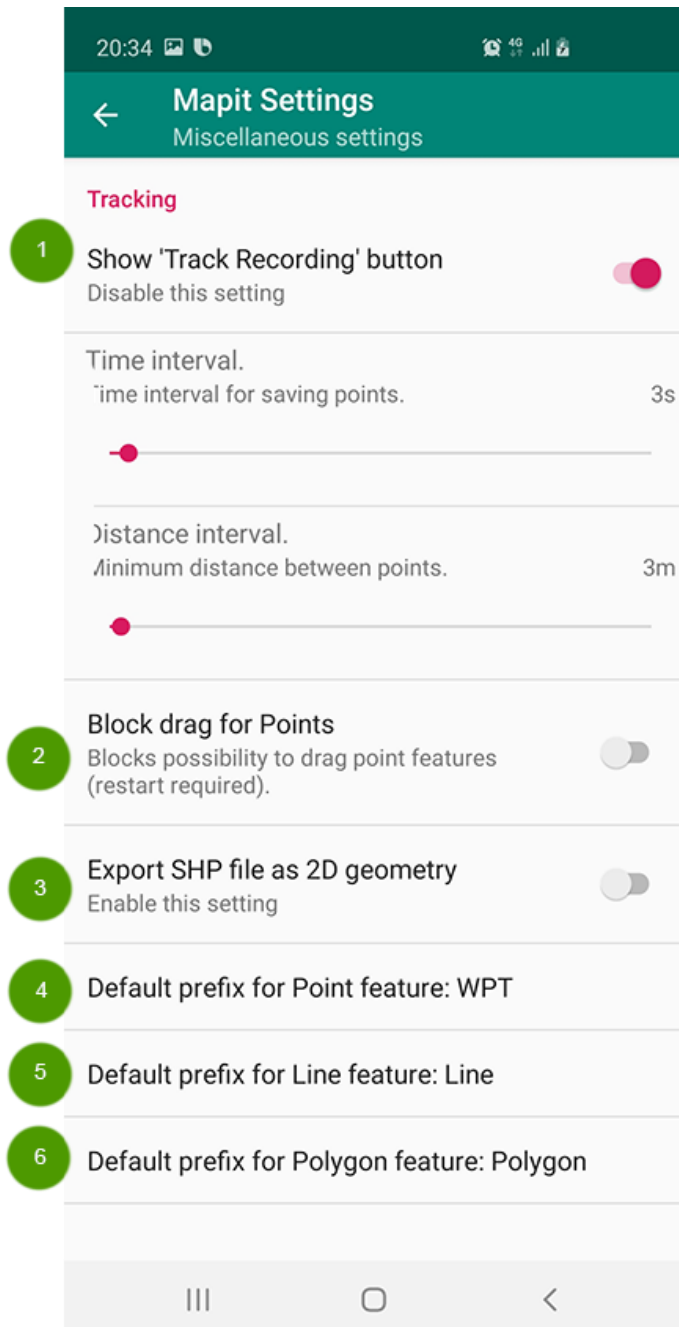 20:34 4G
Mapit Settings
Miscellaneous settings
Tracking
1
Show 'Track Recording' button
Disable this setting
Time interval.
Time interval for saving points. 3s
Distance interval.
Minimum distance between points. 3m
2
Block drag for Points
Blocks possibility to drag point features
(restart required).
3
Export SHP file as 2D geometry
Enable this setting
4
Default prefix for Point feature: WPT
5
Default prefix for Line feature: Line
6
Default prefix for Polygon feature: Polygon